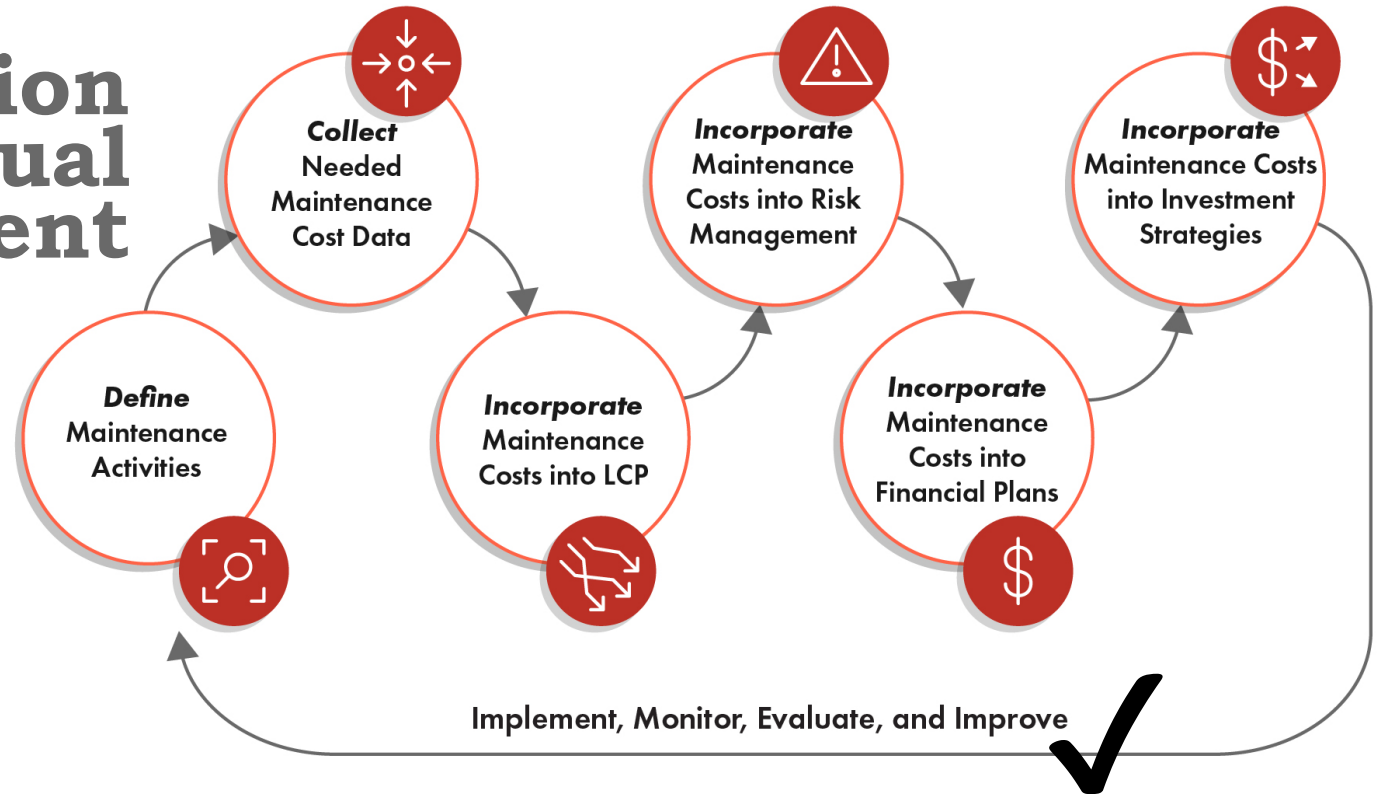 ion
ual
ent
Collect
Needed
Maintenance
Cost Data
Incorporate
Maintenance
Costs into Risk
Management
Incorporate
Maintenance Costs
into Investment
Strategies
Define
Maintenance
Activities
Incorporate
Maintenance
Costs into LCP
Incorporate
Maintenance
Costs into
Financial Plans
Implement, Monitor, Evaluate, and Improve